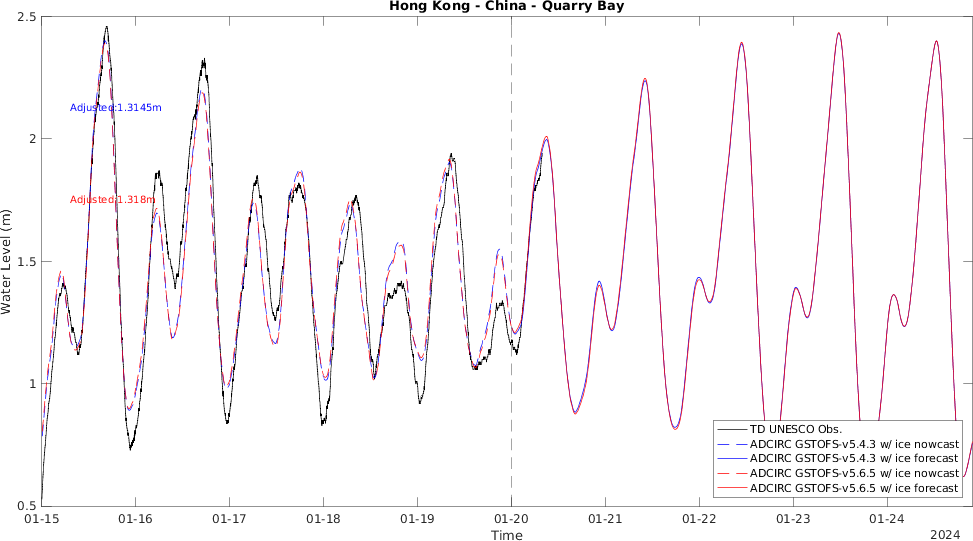 Hong Kong - China - Quarry Bay
Water Level (m)
2.5
2
1.5
1
0.5
Adjusted:1.3145m
Adjusted:1.318m
TD UNESCO Obs.
ADCIRC GSTOFS-v5.4.3 w/ ice nowcast
ADCIRC GSTOFS-v5.4.3 w/ ice forecast
ADCIRC GSTOFS-v5.6.5 w/ ice nowcast
ADCIRC GSTOFS-v5.6.5 w/ ice forecast
01-15 01-16 01-17 01-18 01-19 01-20 01-21 01-22 01-23 01-24
Time
2024